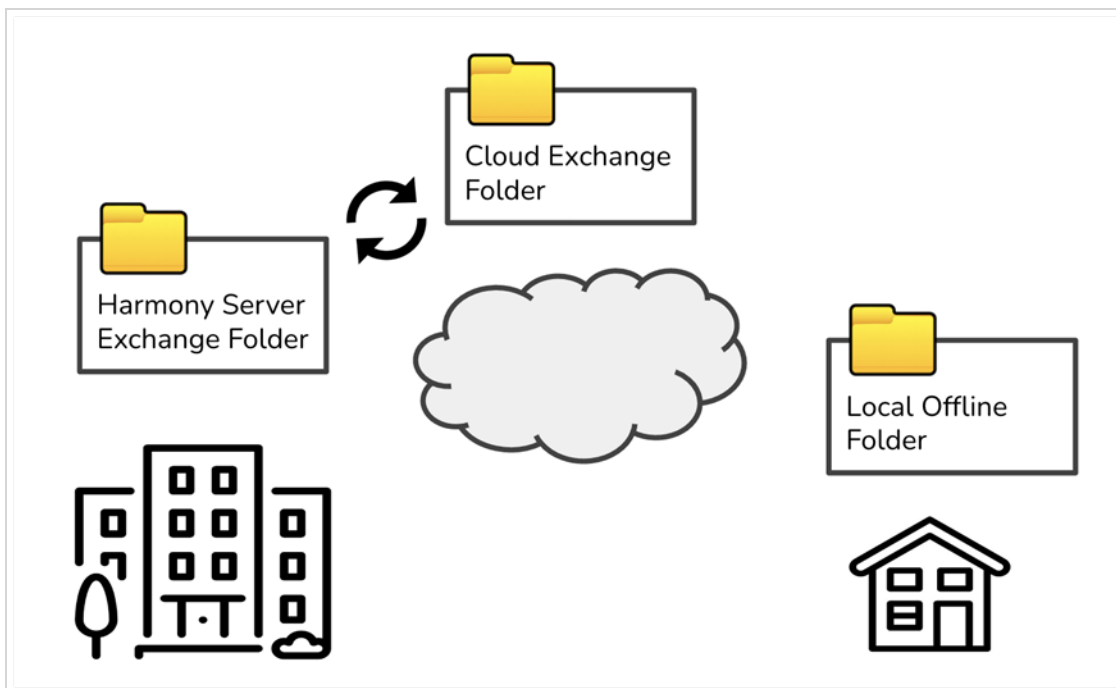 Cloud Exchange
Folder
Harmony Server
Exchange Folder
Local Offline
Folder